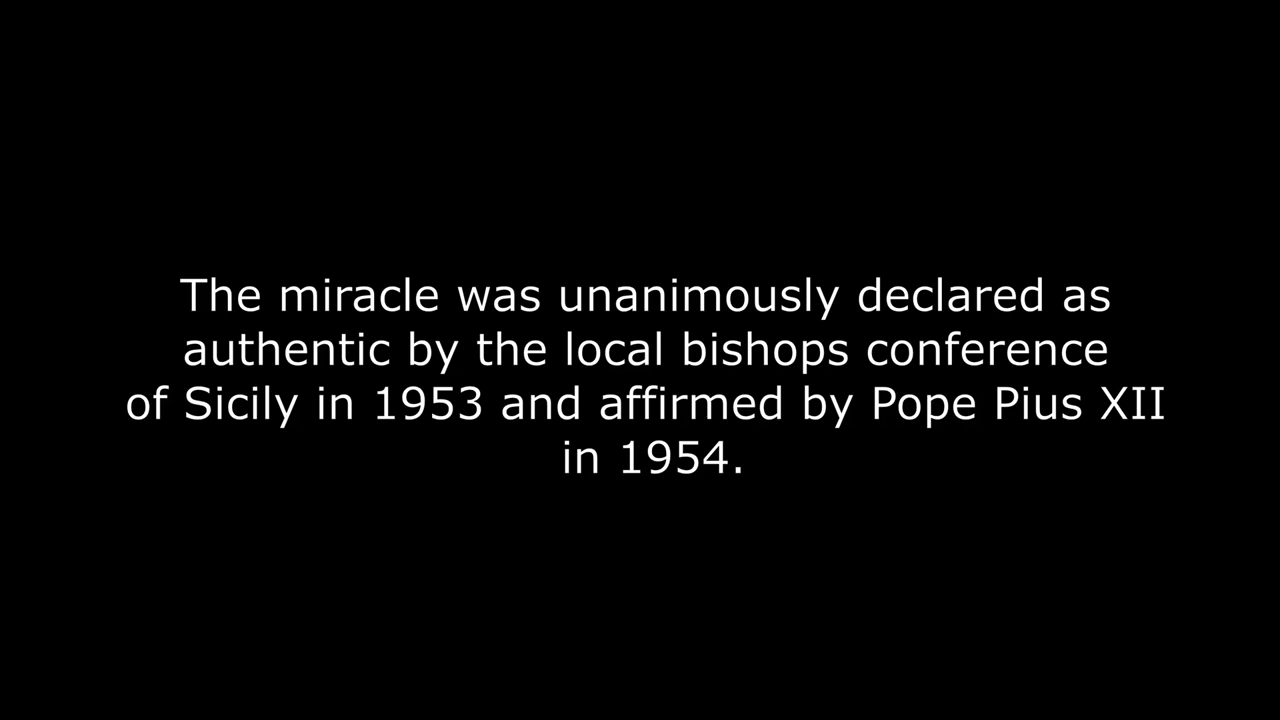 The miracle was unanimously declared as
authentic by the local bishops conference
of Sicily in 1953 and affirmed by Pope Pius XII
in 1954.